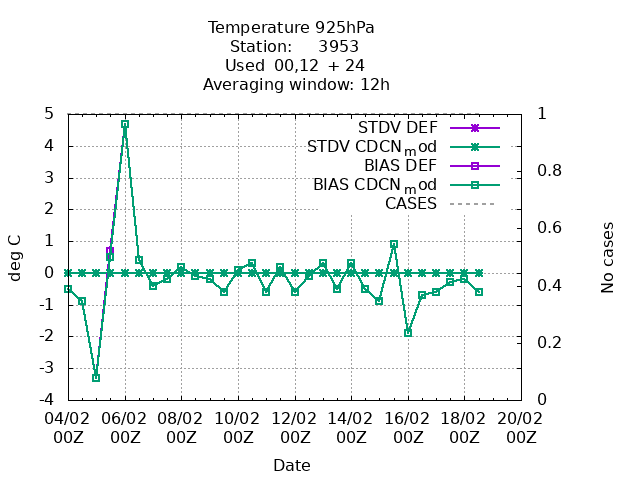 Temperature 925hPa
Station: 3953
Used 00,12 + 24
Averaging window: 12h
STDV DEF
STDV CDCNmod
BIAS DEF
BIAS CDCNmod
CASES
5
4
3
2
1
0
-1
-2
-3
-4
deg C
1
0.8
0.6
0.4
0.2
0
No cases
04/02 06/02 08/02 10/02 12/02 14/02 16/02 18/02 20/02
00Z 00Z 00Z 00Z 00Z 00Z 00Z 00Z 00Z
Date